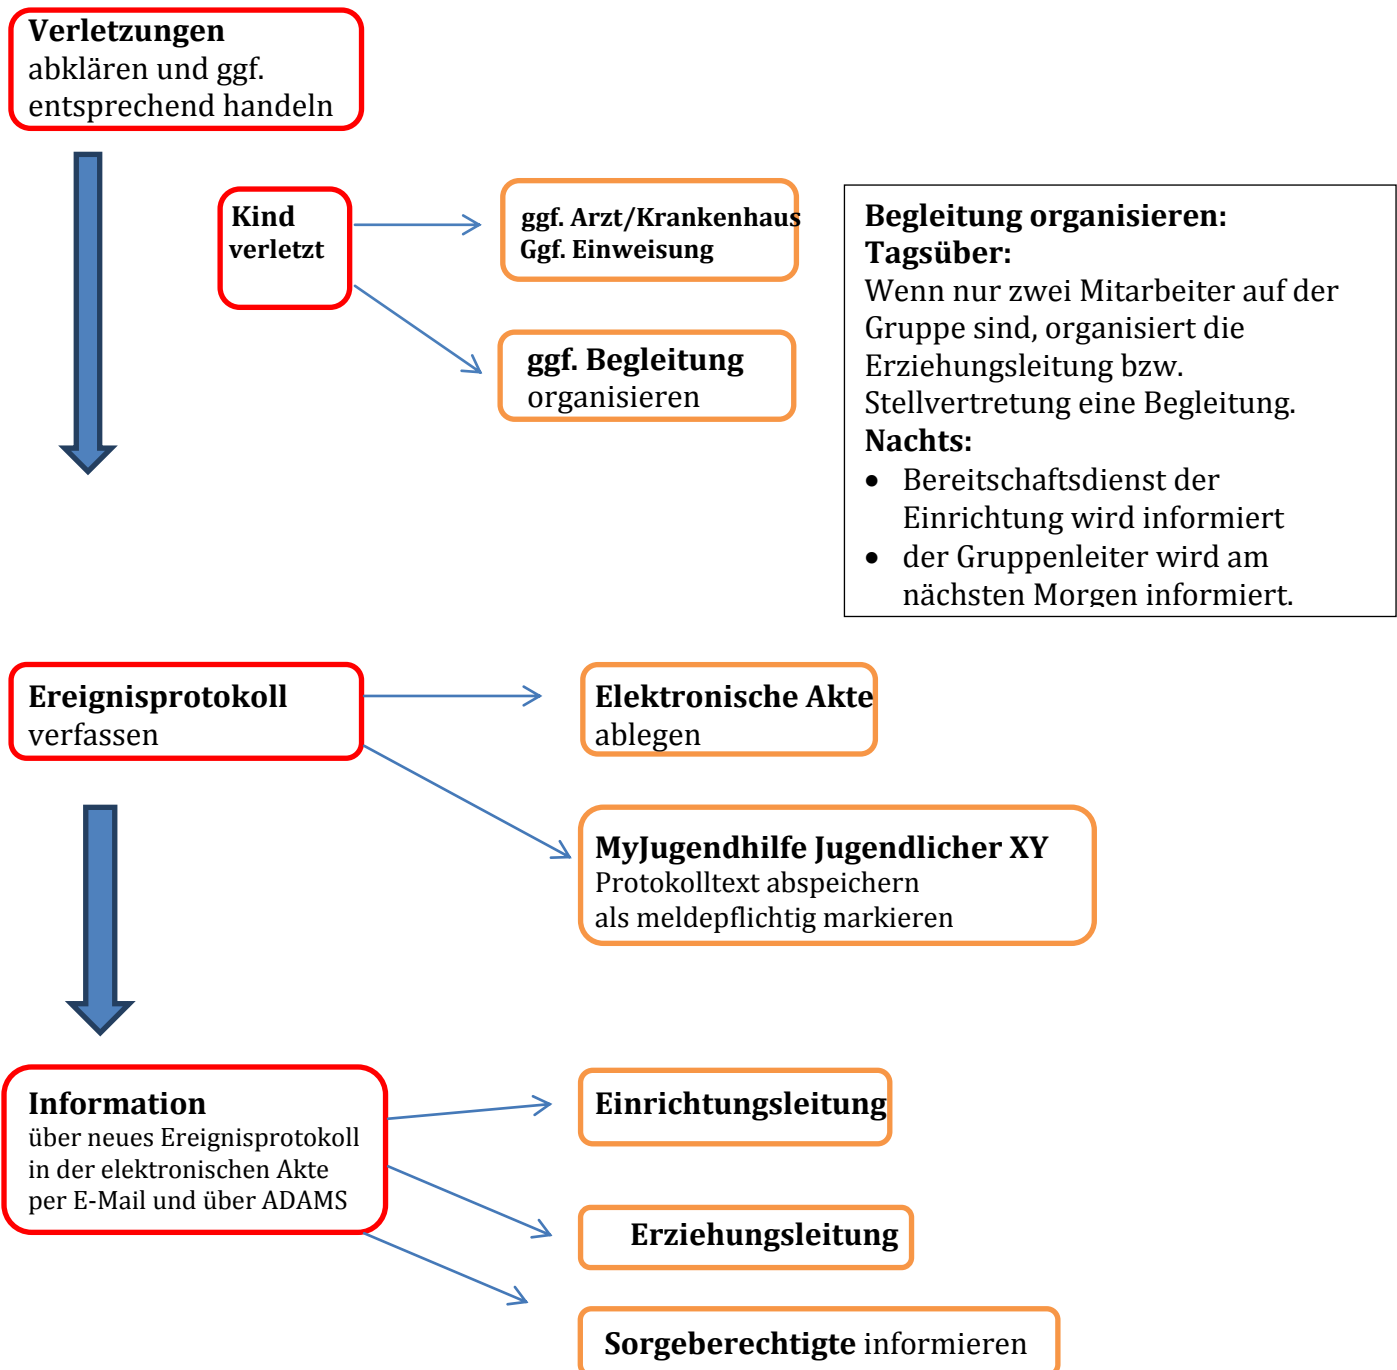 Verletzungen
abklären und ggf.
entsprechend handeln
Kind
verletzt
ggf. Arzt/Krankenhaus
Ggf. Einweisung
ggf. Begleitung
organisieren
Begleitung organisieren:
Tagsüber:
Wenn nur zwei Mitarbeiter auf der
Gruppe sind, organisiert die
Erziehungsleitung bzw.
Stellvertretung eine Begleitung.
Nachts:
• Bereitschaftsdienst der
Einrichtung wird informiert
• der Gruppenleiter wird am
nächsten Morgen informiert.
Ereignisprotokoll
verfassen
Elektronische Akte
ablegen
MyJugendhilfe Jugendlicher XY
Protokolltext abspeichern
als meldepflichtig markieren
Information
über neues Ereignisprotokoll
in der elektronischen Akte
per E-Mail und über ADAMS
Einrichtungsleitung
Erziehungsleitung
Sorgeberechtigte informieren